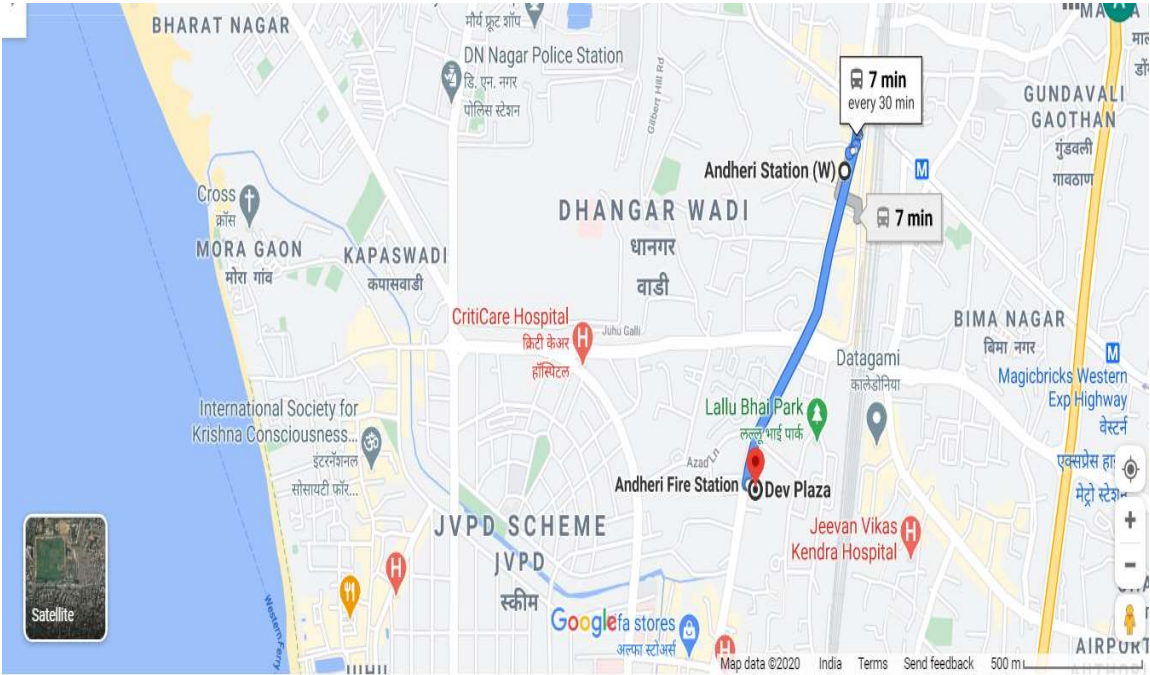 मौर्य फ्रूट शॉप
BHARAT NAGAR
DN Nagar Police Station
डि. एन. नगर
पोलिस स्टेशन
Gilbert Hill Rd
7 min
every 30 min
GUNDAVALI
GAOTHAN
गुंडवली
गावठाण
Andheri Station (W)
M
7 min
Cross
क्रॉस
MORA GAON
मोरा गांव
KAPASWADI
कपासवाडी
DHANGAR WADI
धानगर
वाडी
CritiCare Hospital
क्रिटी केअर
हॉस्पिटल
H
Juhu Galli
BIMA NAGAR
बिमा नगर
M
Magicbricks Western
Exp Highway
वेस्टर्न
एक्सप्रेस
मेट्रो
Datagami
कालेडोनिया
Lallu Bhai Park
लल्लू भाई पार्क
International Society for
Krishna Consciousness...
इंटरनॅशनल
सोसायटी फॉर...
Azad Ln
Andheri Fire Station
Dev Plaza
JVPD SCHEME
JVPD
स्कीम
Jeevan Vikas
Kendra Hospital
H
H
Satellite
Western Ferry
Google
fa stores
अल्फा स्टोअर्स
H
AIRPORT
Map data ©2020 India Terms Send feedback 500 m